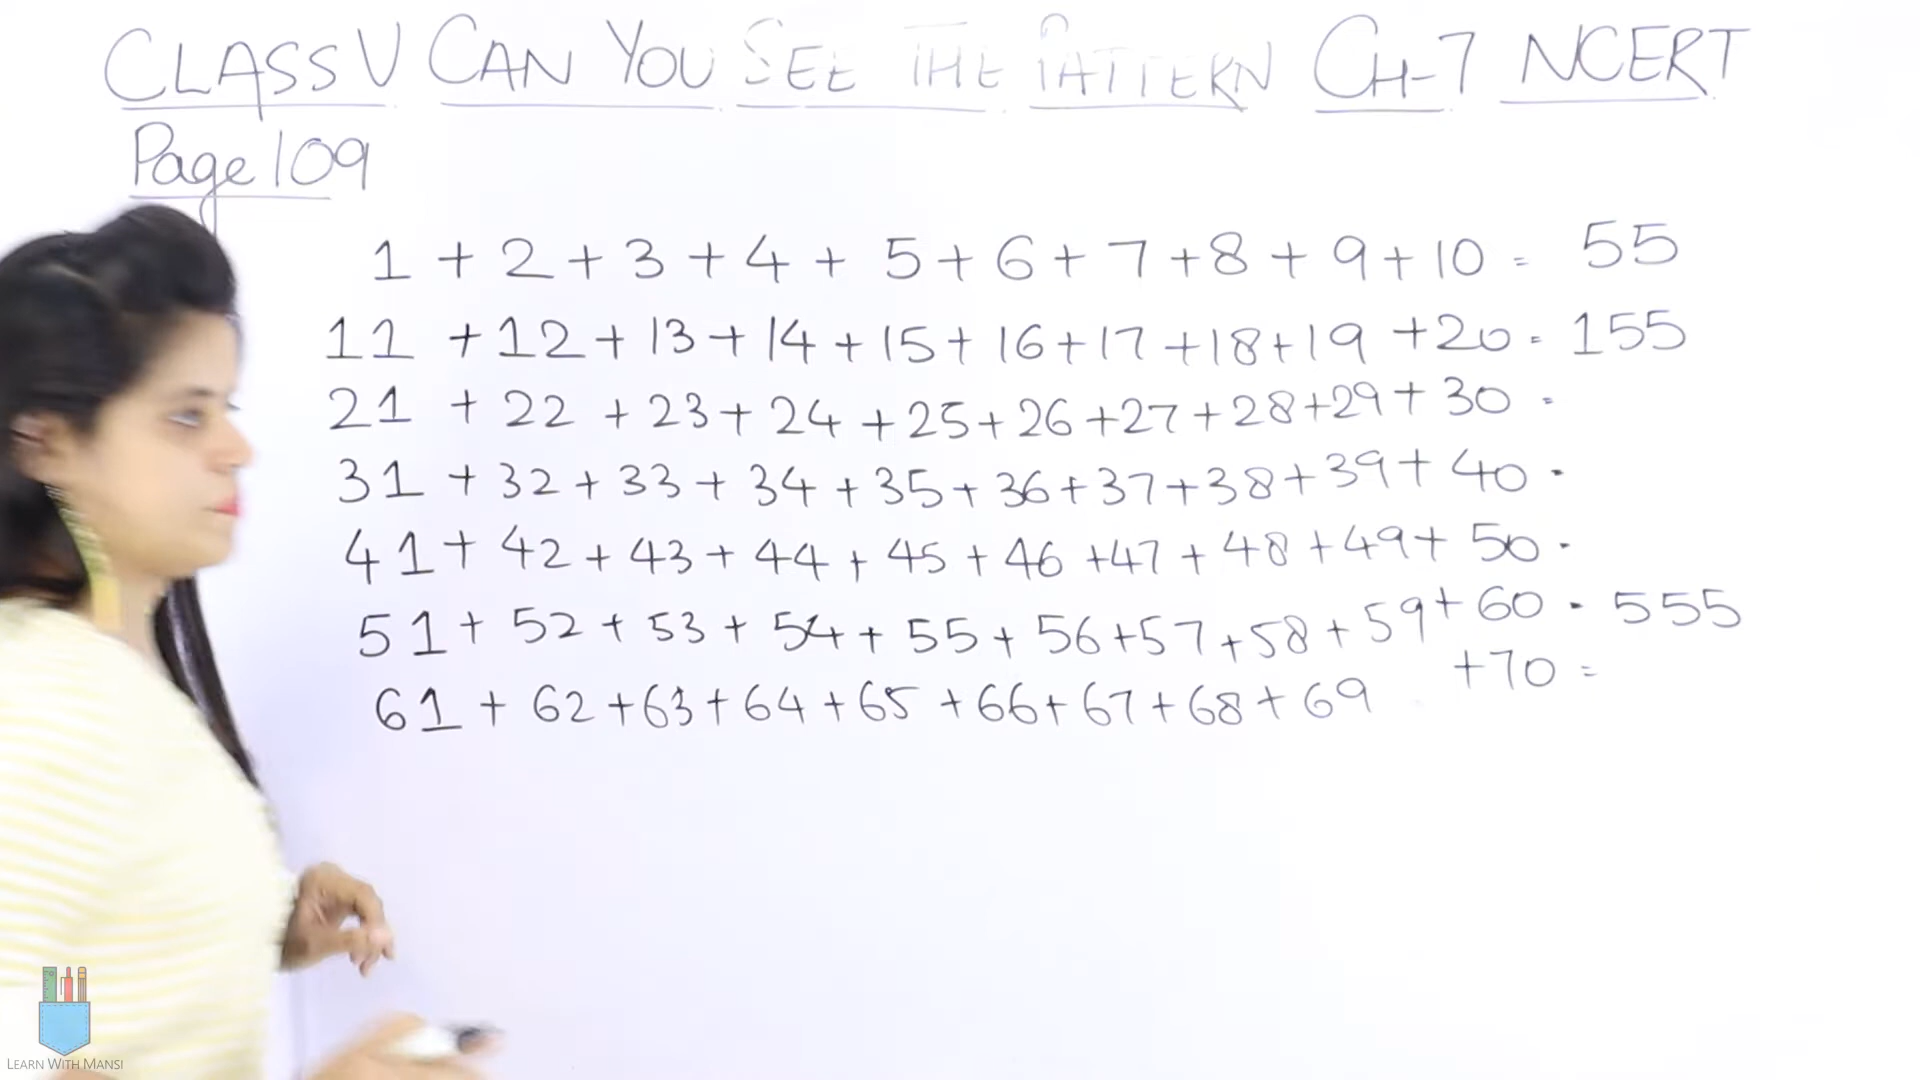 CLASS V CAN YOU SEE THE PATTERN CH-7 NCERT
Page 109
1 + 2 + 3 + 4 + 5 + 6 + 7 + 8 + 9 + 10 = 55
11 + 12 + 13 + 14 + 15 + 16 + 17 + 18 + 19 + 20 = 155
21 + 22 + 23 + 24 + 25 + 26 + 27 + 28 + 29 + 30 =
31 + 32 + 33 + 34 + 35 + 36 + 37 + 38 + 39 + 40 =
41 + 42 + 43 + 44 + 45 + 46 + 47 + 48 + 49 + 50 =
51 + 52 + 53 + 54 + 55 + 56 + 57 + 58 + 59 + 60 = 555
61 + 62 + 63 + 64 + 65 + 66 + 67 + 68 + 69 + 70 =
LEARN WITH MANSI